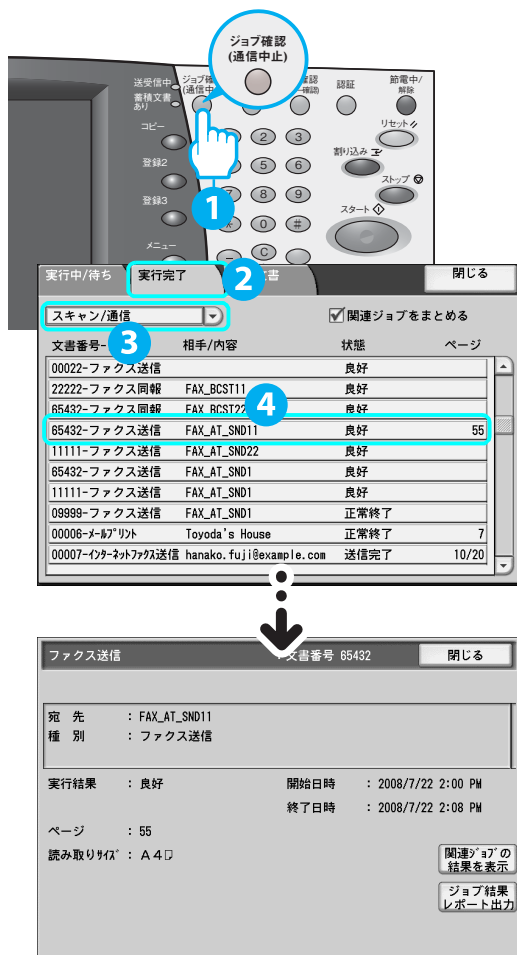 ジョブ確認
(通信中止)
送受信中
蓄積文書
あり
認証
節電中/
解除
コピー
リセット
登録2
2 3
割り込み
5 6
ストップ
登録3
7 8 9
1
スタート
0 #
メニュー
C
実行中/待ち
実行完了
2
閉じる
スキャン/通信
関連ジョブをまとめる
3
文書番号- 相手/内容 状態 ページ
00022-ファクス送信 良好
22222-ファクス同報 FAX_BCST11 良好
65432-ファクス同報 FAX_BCST22 良好
4
65432-ファクス送信 FAX_AT_SND11 良好 55
11111-ファクス送信 FAX_AT_SND22 良好
65432-ファクス送信 FAX_AT_SND1 良好
11111-ファクス送信 FAX_AT_SND1 良好
09999-ファクス送信 FAX_AT_SND1 正常終了
00006-メールプリント Toyoda's House 正常終了 7
00007-インターネットファクス送信 hanako.fuji@example.com 送信完了 10/20
ファクス送信 文書番号 65432 閉じる
宛 先 : FAX_AT_SND11
種 別 : ファクス送信
実行結果 : 良好 開始日時 : 2008/7/22 2:00 PM
終了日時 : 2008/7/22 2:08 PM
ページ : 55
読み取りサイズ : A4
関連ジョブの
結果を表示
ジョブ結果
レポート出力